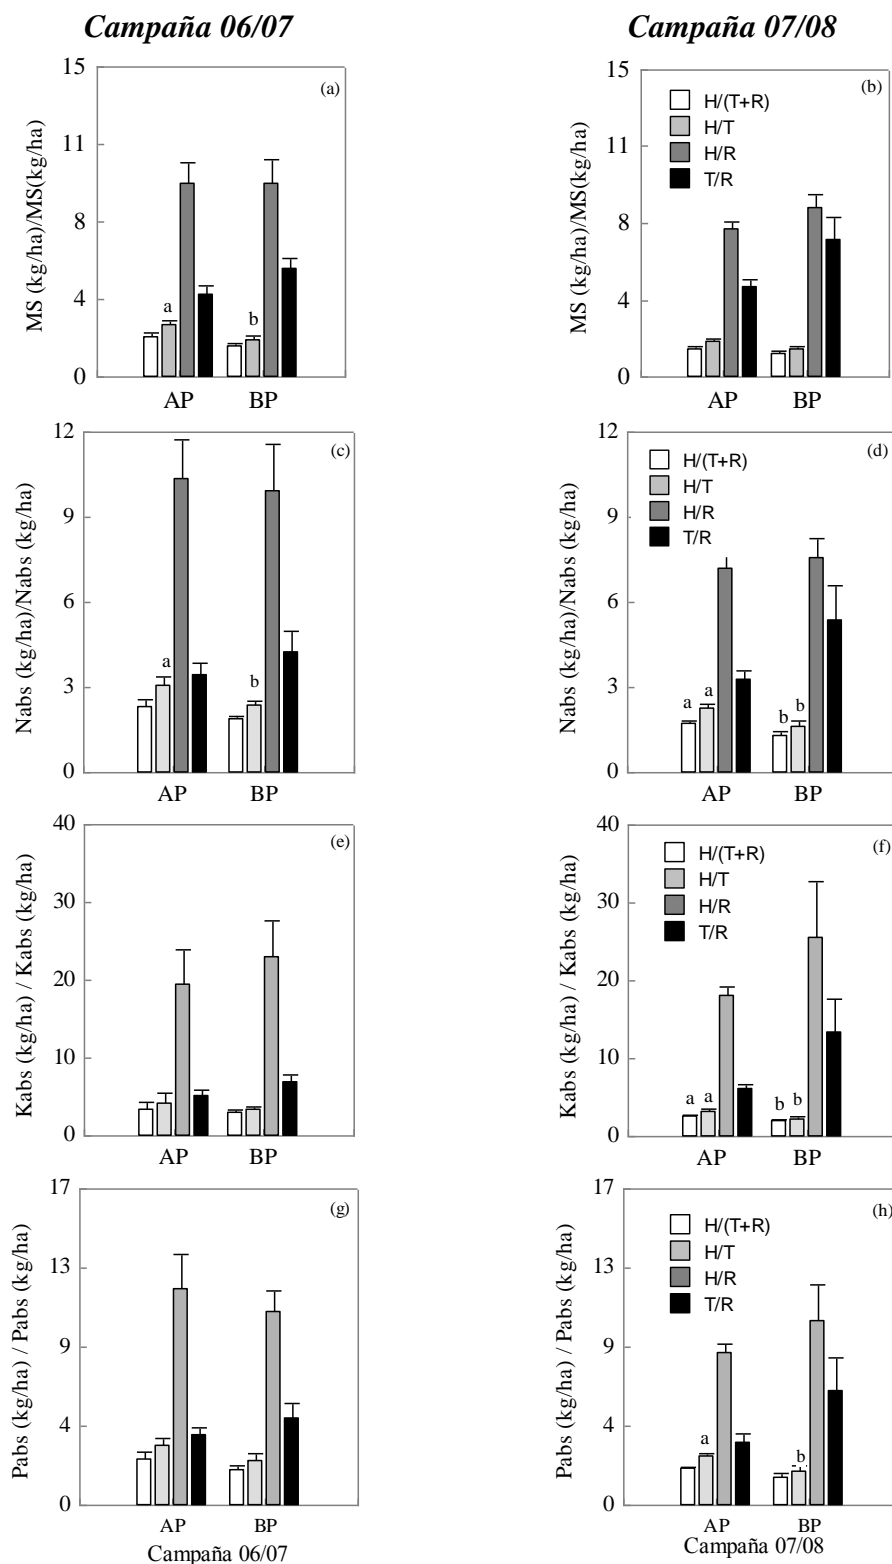 Campaña 06/07
Campaña 07/08
MS (kg/ha)/MS(kg/ha)
15
11
8
4
0
(a)
a
b
AP
BP
MS (kg/ha)/MS(kg/ha)
15
11
8
4
0
(b)
H/(T+R)
H/T
H/R
T/R
AP
BP
Nabs (kg/ha)/Nabs (kg/ha)
12
9
6
3
0
(c)
a
b
AP
BP
Nabs (kg/ha)/Nabs (kg/ha)
12
9
6
3
0
(d)
H/(T+R)
H/T
H/R
T/R
a a
b b
AP
BP
Kabs (kg/ha) / Kabs (kg/ha)
40
30
20
10
0
(e)
AP
BP
Kabs (kg/ha) / Kabs (kg/ha)
40
30
20
10
0
(f)
H/(T+R)
H/T
H/R
T/R
a a
b b
AP
BP
Pabs (kg/ha) / Pabs (kg/ha)
17
13
9
4
0
(g)
AP
BP
Campaña 06/07
Pabs (kg/ha) / Pabs (kg/ha)
17
13
9
4
0
(h)
H/(T+R)
H/T
H/R
T/R
a
b
AP
BP
Campaña 07/08